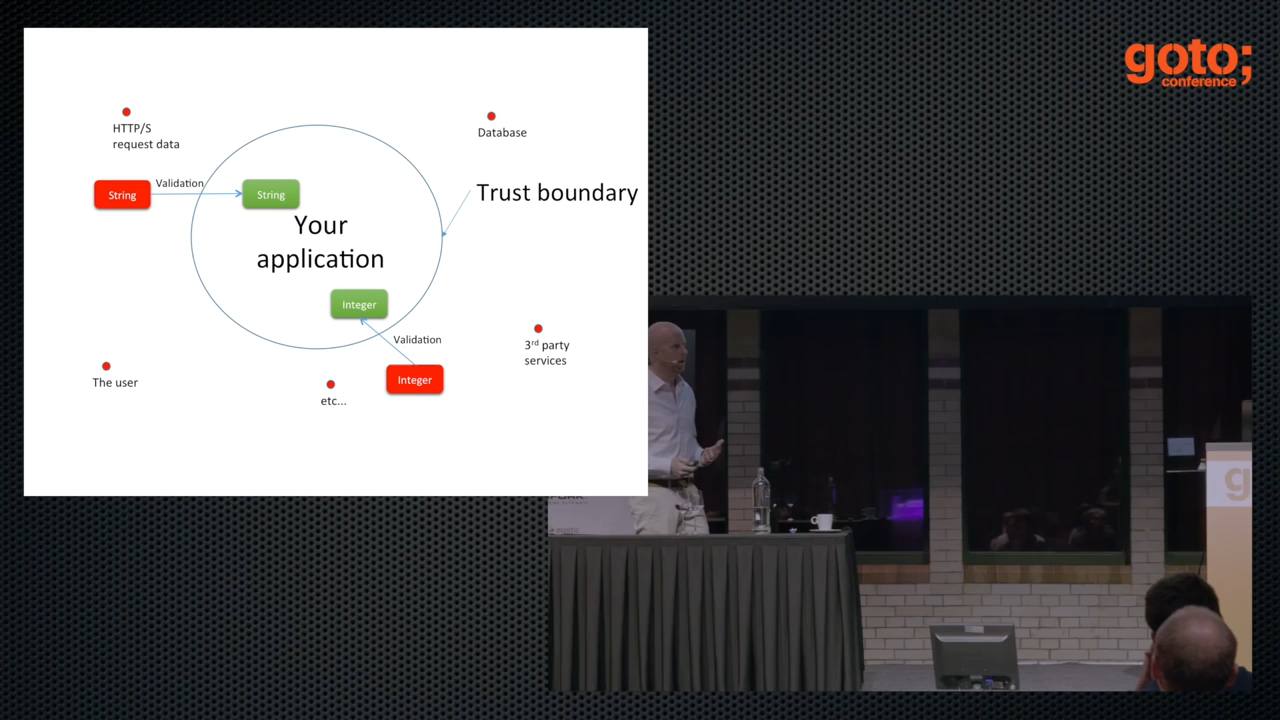 goto;
conference
HTTP/S
request data
Database
String
Validation
String
Trust boundary
Your
application
Integer
Validation
3rd party
services
The user
Integer
etc...
g